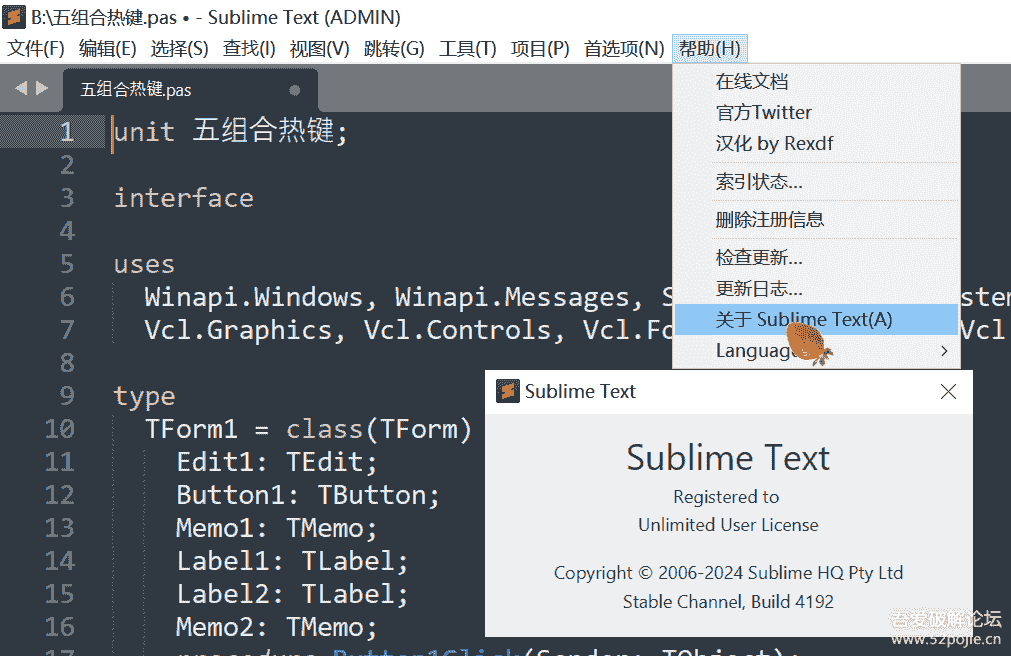 B:\五组合热键.pas • - Sublime Text (ADMIN)
文件(F) 编辑(E) 选择(S) 查找(I) 视图(V) 跳转(G) 工具(T) 项目(P) 首选项(N) 帮助(H)
五组合热键.pas
1 unit 五组合热键;
2
3 interface
4
5 uses
6 Winapi.Windows, Winapi.Messages, S
7 Vcl.Graphics, Vcl.Controls, Vcl.Fo
8
9 type
10 TForm1 = class(TForm)
11 Edit1: TEdit;
12 Button1: TButton;
13 Memo1: TMemo;
14 Label1: TLabel;
15 Label2: TLabel;
16 Memo2: TMemo;
17 procedure Button1Click(Sender: TObject);
在线文档
官方Twitter
汉化 by Rexdf
索引状态...
删除注册信息
检查更新...
更新日志...
关于 Sublime Text(A)
Language
ster
Vcl
Sublime Text
Sublime Text
Registered to
Unlimited User License
Copyright © 2006-2024 Sublime HQ Pty Ltd
Stable Channel, Build 4192
吾爱破解论坛
www.52pojie.cn